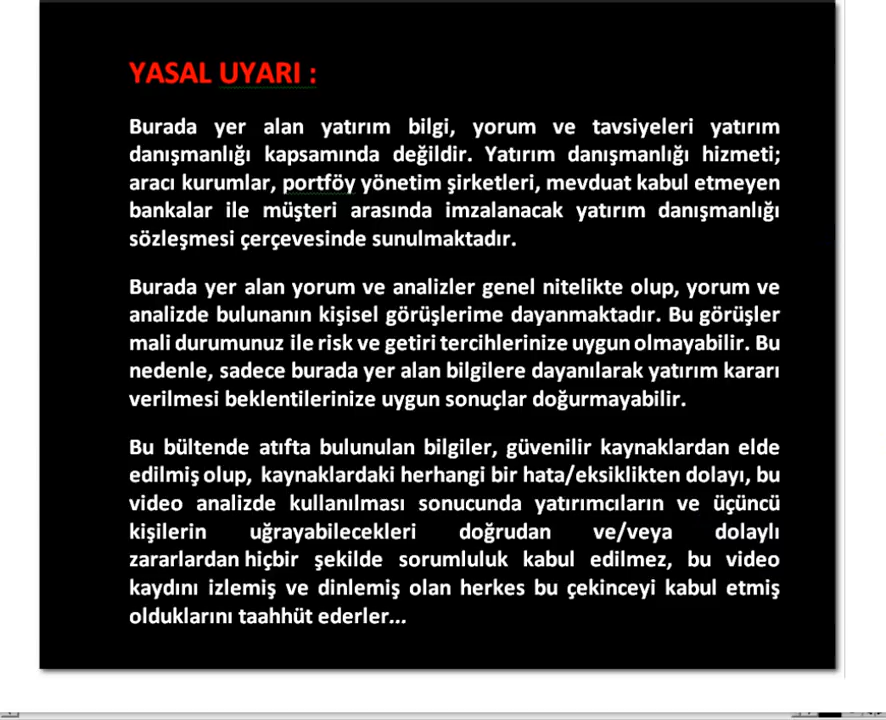 YASAL UYARI :
Burada yer alan yatırım bilgi, yorum ve tavsiyeleri yatırım
danışmanlığı kapsamında değildir. Yatırım danışmanlığı hizmeti;
aracı kurumlar, portföy yönetim şirketleri, mevduat kabul etmeyen
bankalar ile müşteri arasında imzalanacak yatırım danışmanlığı
sözleşmesi çerçevesinde sunulmaktadır.
Burada yer alan yorum ve analizler genel nitelikte olup, yorum ve
analizde bulunanın kişisel görüşlerime dayanmaktadır. Bu görüşler
mali durumunuz ile risk ve getiri tercihlerinize uygun olmayabilir. Bu
nedenle, sadece burada yer alan bilgilere dayanılarak yatırım kararı
verilmesi beklentilerinize uygun sonuçlar doğurmayabilir.
Bu bültende atıfta bulunulan bilgiler, güvenilir kaynaklardan elde
edilmiş olup, kaynaklardaki herhangi bir hata/eksiklikten dolayı, bu
video analizde kullanılması sonucunda yatırımcıların ve üçüncü
kişilerin uğrayabilecekleri doğrudan ve/veya dolaylı
zararlardan hiçbir şekilde sorumluluk kabul edilmez, bu video
kaydını izlemiş ve dinlemiş olan herkes bu çekinceyi kabul etmiş
olduklarını taahhüt ederler...